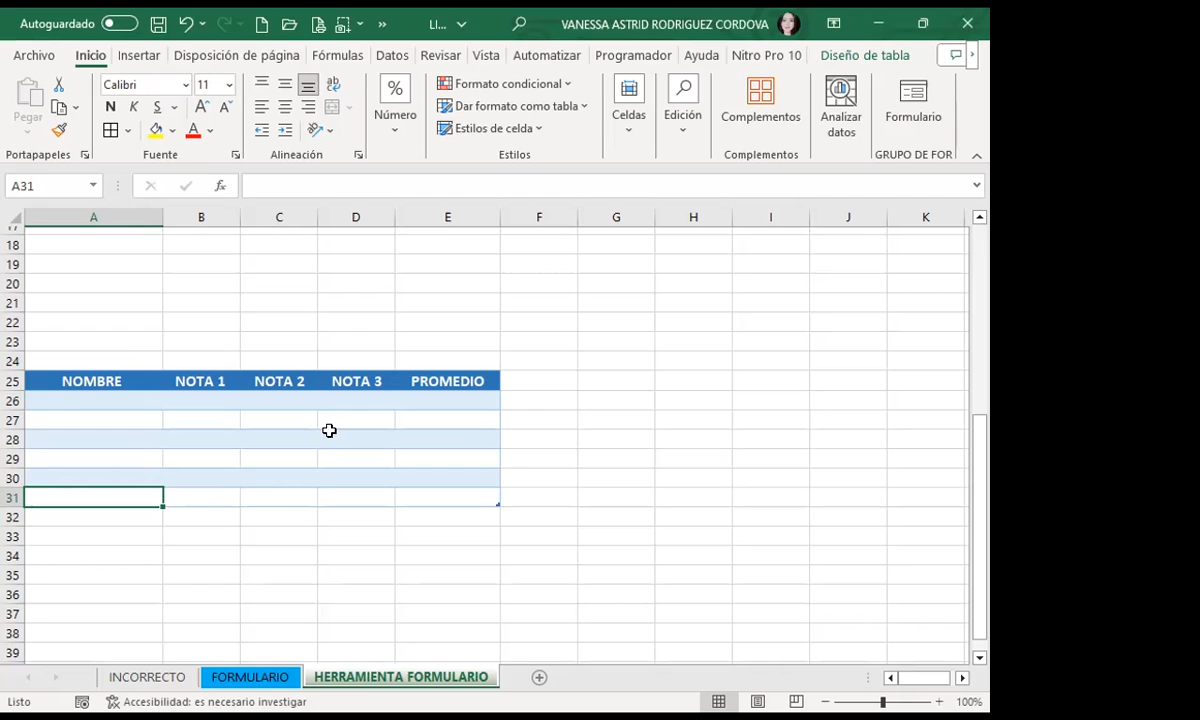 Autoguardado
»
LI...
VANESSA ASTRID RODRIGUEZ CORDOVA
Archivo Inicio Insertar Disposición de página Fórmulas Datos Revisar Vista Automatizar Programador Ayuda Nitro Pro 10 Diseño de tabla
Pegar
Calibri 11
N K S A A
A
ab
%
Número
Formato condicional
Dar formato como tabla
Estilos de celda
Celdas
Edición
Complementos
Analizar
datos
Formulario
Portapapeles Fuente Alineación Estilos Complementos GRUPO DE FOR
A31 fx
A B C D E F G H I J K
17
18
19
20
21
22
23
24
25 NOMBRE NOTA 1 NOTA 2 NOTA 3 PROMEDIO
26
27
28
29
30
31
32
33
34
35
36
37
38
39
INCORRECTO FORMULARIO HERRAMIENTA FORMULARIO
Listo Accesibilidad: es necesario investigar 100%